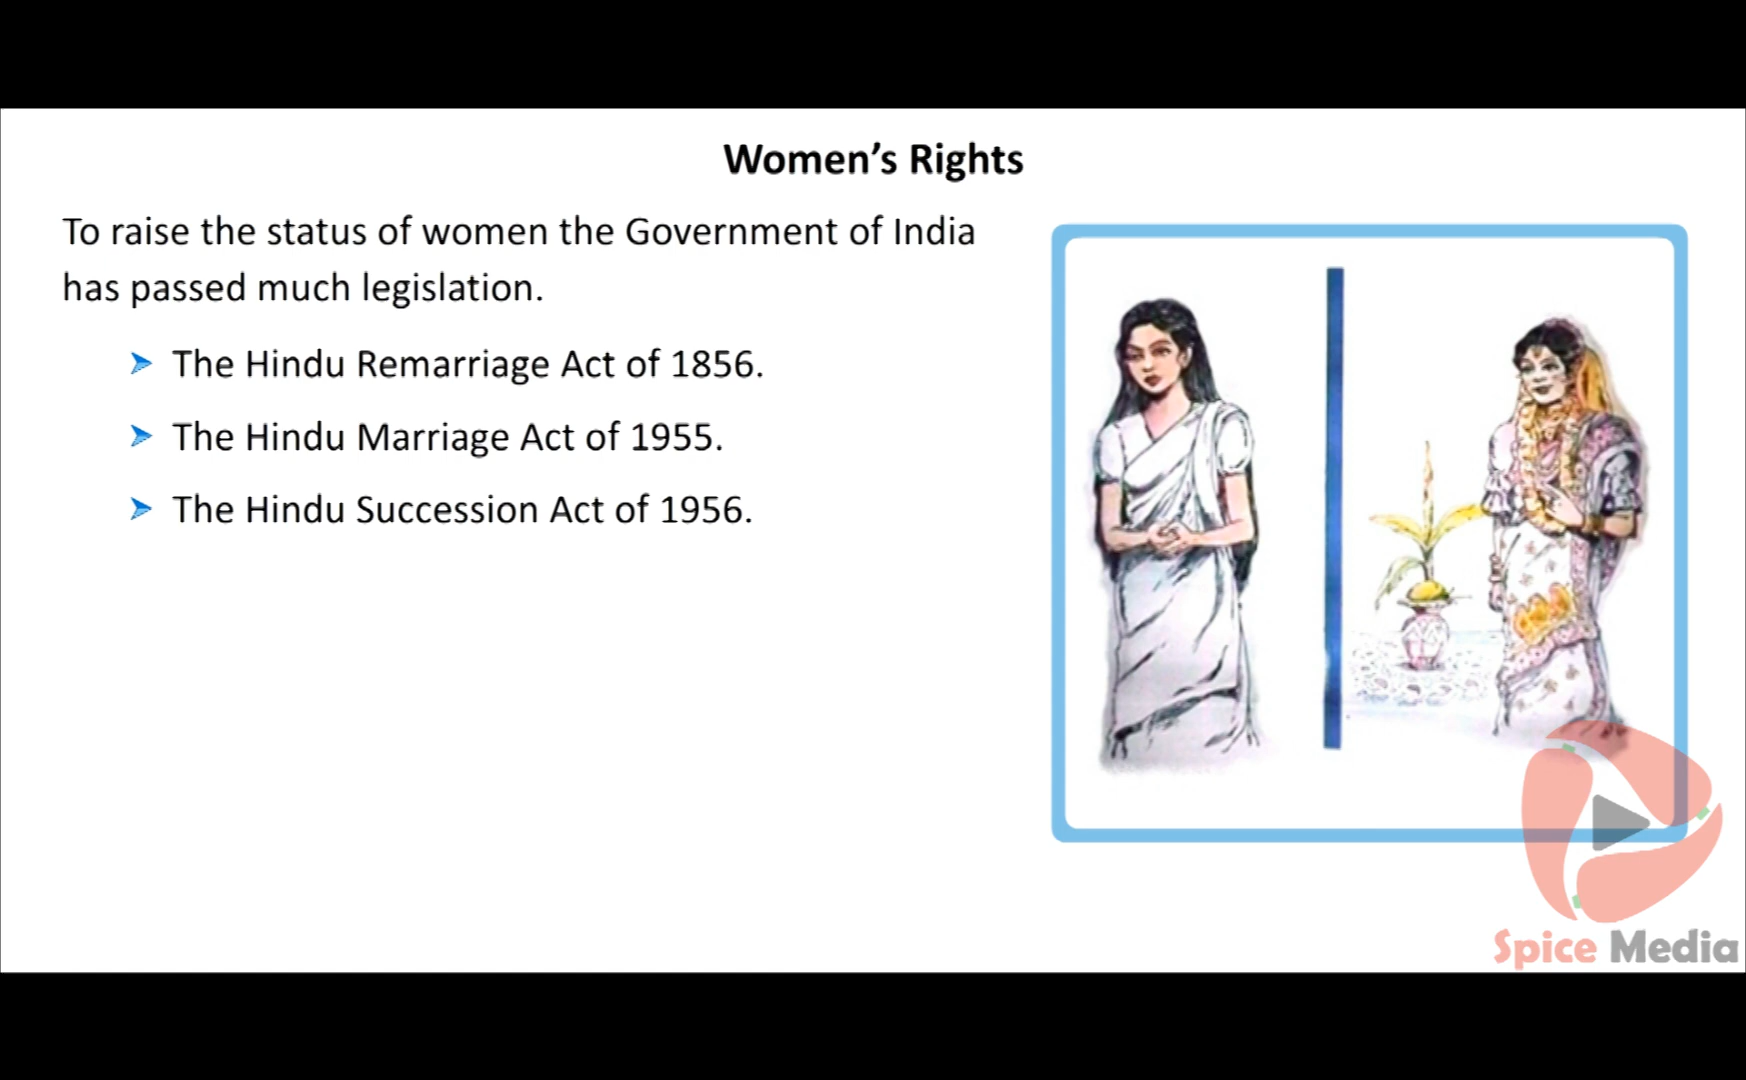 Women’s Rights
To raise the status of women the Government of India
has passed much legislation.
➤ The Hindu Remarriage Act of 1856.
➤ The Hindu Marriage Act of 1955.
➤ The Hindu Succession Act of 1956.
Spice Media